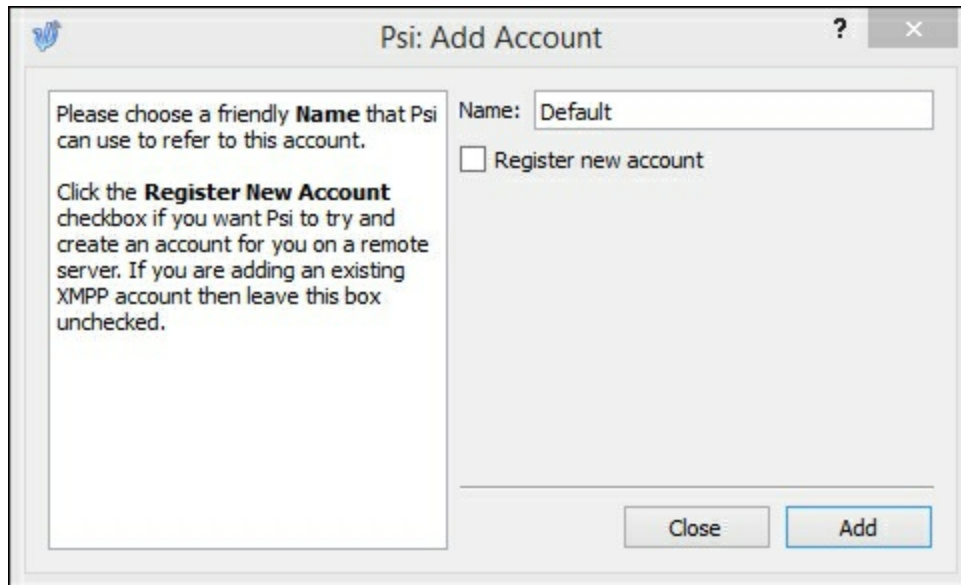 Psi: Add Account
?
Please choose a friendly Name that Psi
can use to refer to this account.
Click the Register New Account
checkbox if you want Psi to try and
create an account for you on a remote
server. If you are adding an existing
XMPP account then leave this box
unchecked.
Name: Default
Register new account
Close Add